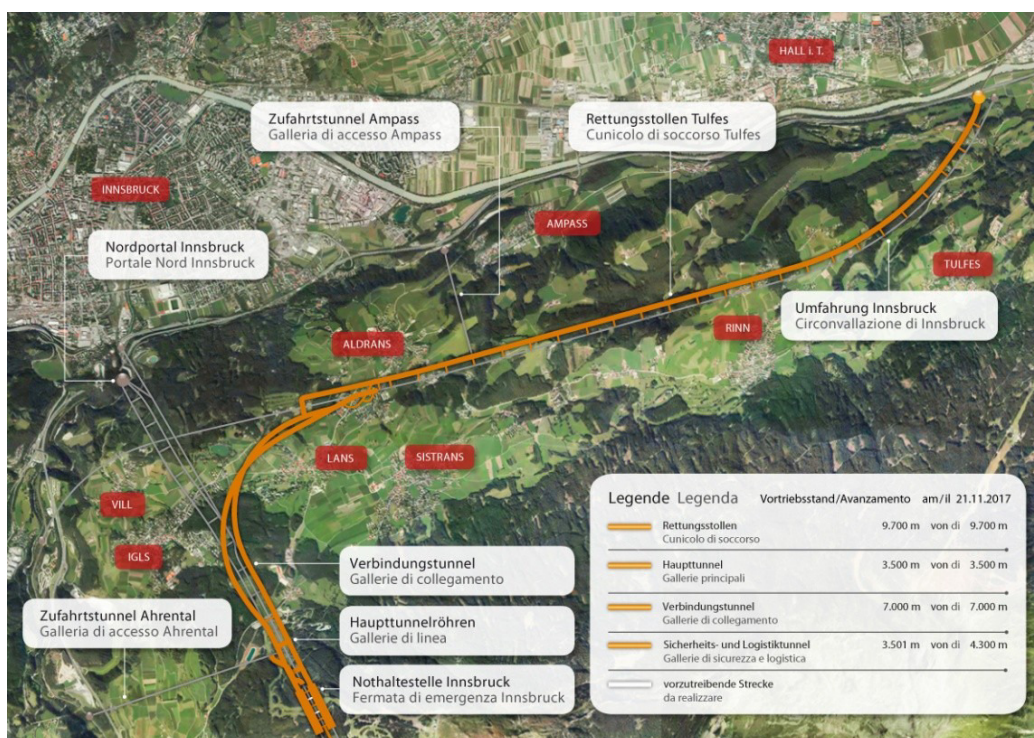 HALL i. T.
Zufahrtstunnel Ampass
Galleria di accesso Ampass
Rettungsstollen Tulfes
Cunicolo di soccorso Tulfes
INNSBRUCK
AMPASS
Nordportal Innsbruck
Portale Nord Innsbruck
TULFES
Umfahrung Innsbruck
Circonvallazione di Innsbruck
RINN
ALDRANS
LANS
SISTRANS
VILL
IGLS
Verbindungstunnel
Gallerie di collegamento
Zufahrtstunnel Ahrental
Galleria di accesso Ahrental
Haupttunnelröhren
Gallerie di linea
Nothaltestelle Innsbruck
Fermata di emergenza Innsbruck
Legende Legenda Vortriebsstand/Avanzamento am/il 21.11.2017
Rettungsstollen 9.700 m von di 9.700 m
Cunicolo di soccorso
Haupttunnel 3.500 m von di 3.500 m
Gallerie principali
Verbindungstunnel 7.000 m von di 7.000 m
Gallerie di collegamento
Sicherheits- und Logistiktunnel 3.501 m von di 4.300 m
Gallerie di sicurezza e logistica
vorzutreibende Strecke
da realizzare